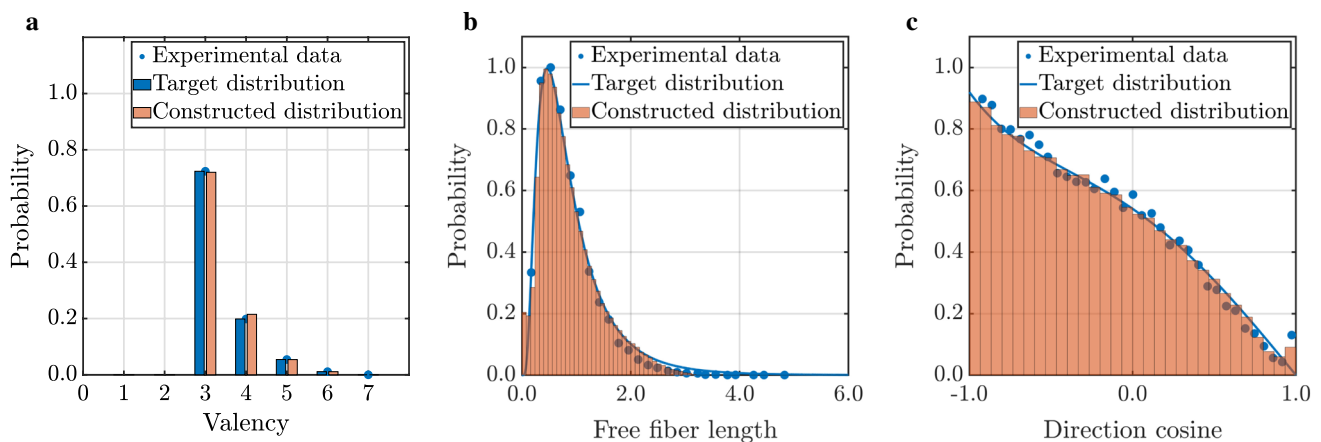 a
Experimental data
Target distribution
Constructed distribution
1.0
0.8
0.6
0.4
0.2
0.0
Probability
0 1 2 3 4 5 6 7
Valency
b
Experimental data
Target distribution
Constructed distribution
1.0
0.8
0.6
0.4
0.2
0.0
Probability
0.0 2.0 4.0 6.0
Free fiber length
c
Experimental data
Target distribution
Constructed distribution
1.0
0.8
0.6
0.4
0.2
0.0
Probability
-1.0 0.0 1.0
Direction cosine